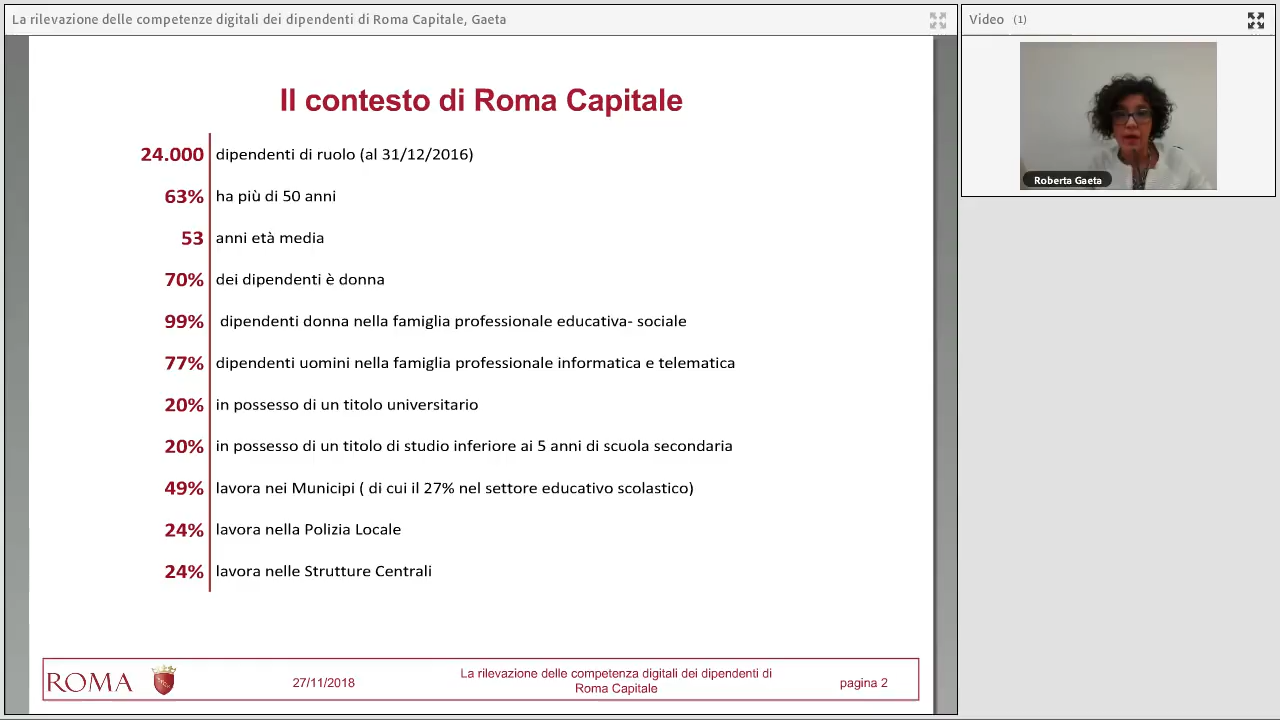 La rilevazione delle competenze digitali dei dipendenti di Roma Capitale, Gaeta
Video (1)
Roberta Gaeta
Il contesto di Roma Capitale
24.000 dipendenti di ruolo (al 31/12/2016)
63% ha più di 50 anni
53 anni età media
70% dei dipendenti è donna
99% dipendenti donna nella famiglia professionale educativa- sociale
77% dipendenti uomini nella famiglia professionale informatica e telematica
20% in possesso di un titolo universitario
20% in possesso di un titolo di studio inferiore ai 5 anni di scuola secondaria
49% lavora nei Municipi ( di cui il 27% nel settore educativo scolastico)
24% lavora nella Polizia Locale
24% lavora nelle Strutture Centrali
ROMA
27/11/2018
La rilevazione delle competenza digitali dei dipendenti di
Roma Capitale
pagina 2